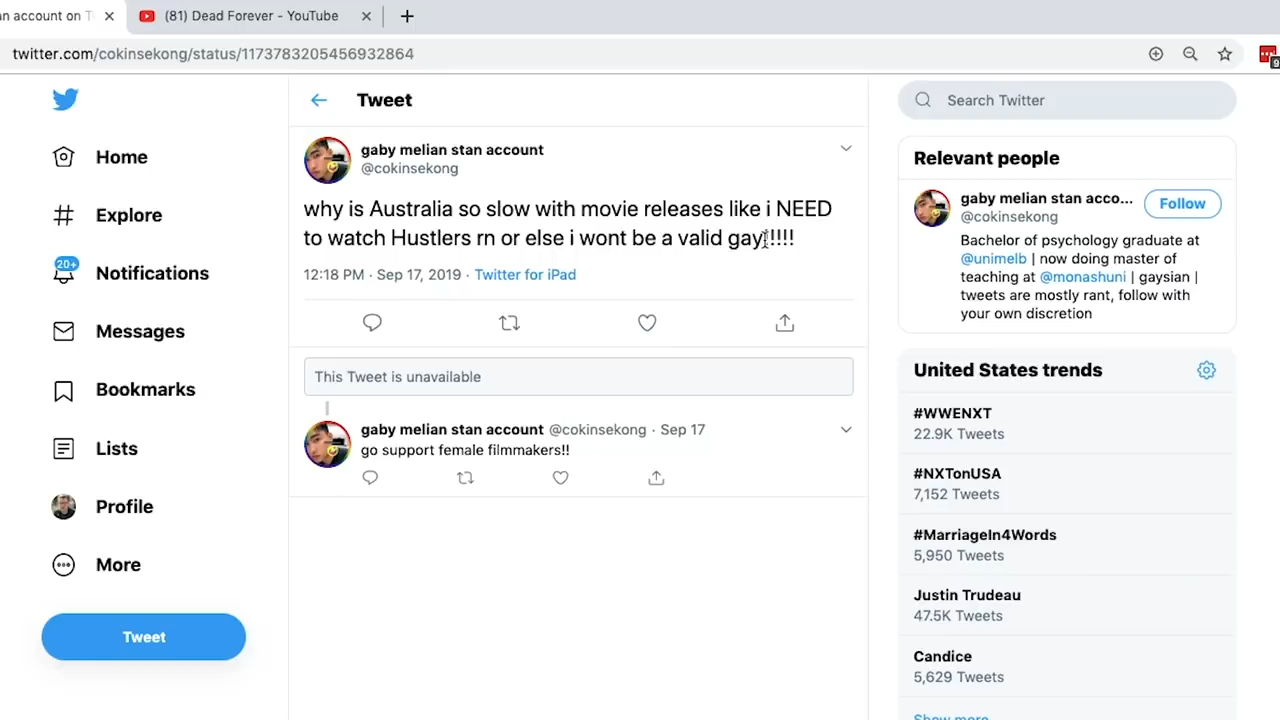 an account on T
(81) Dead Forever - YouTube
twitter.com/cokinsekong/status/1173783205456932864
9
Home
Explore
20+
Notifications
Messages
Bookmarks
Lists
Profile
More
Tweet
Tweet
gaby melian stan account
@cokinsekong
why is Australia so slow with movie releases like i NEED
to watch Hustlers rn or else i wont be a valid gay!!!!!
12:18 PM · Sep 17, 2019 · Twitter for iPad
This Tweet is unavailable
gaby melian stan account @cokinsekong · Sep 17
go support female filmmakers!!
Search Twitter
Relevant people
gaby melian stan acco...
@cokinsekong
Follow
Bachelor of psychology graduate at
@unimelb | now doing master of
teaching at @monashuni | gaysian |
tweets are mostly rant, follow with
your own discretion
United States trends
#WWENXT
22.9K Tweets
#NXTonUSA
7,152 Tweets
#MarriageIn4Words
5,950 Tweets
Justin Trudeau
47.5K Tweets
Candice
5,629 Tweets
Show more